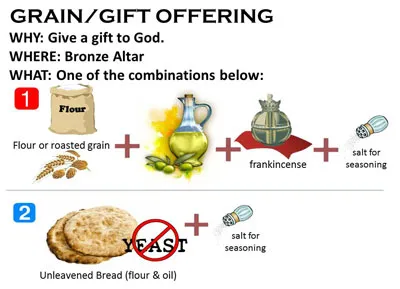 GRAIN/GIFT OFFERING
WHY: Give a gift to God.
WHERE: Bronze Altar
WHAT: One of the combinations below:
1
Flour
Flour or roasted grain
frankincense
salt for
seasoning
2
YEAST
salt for
seasoning
Unleavened Bread (flour & oil)